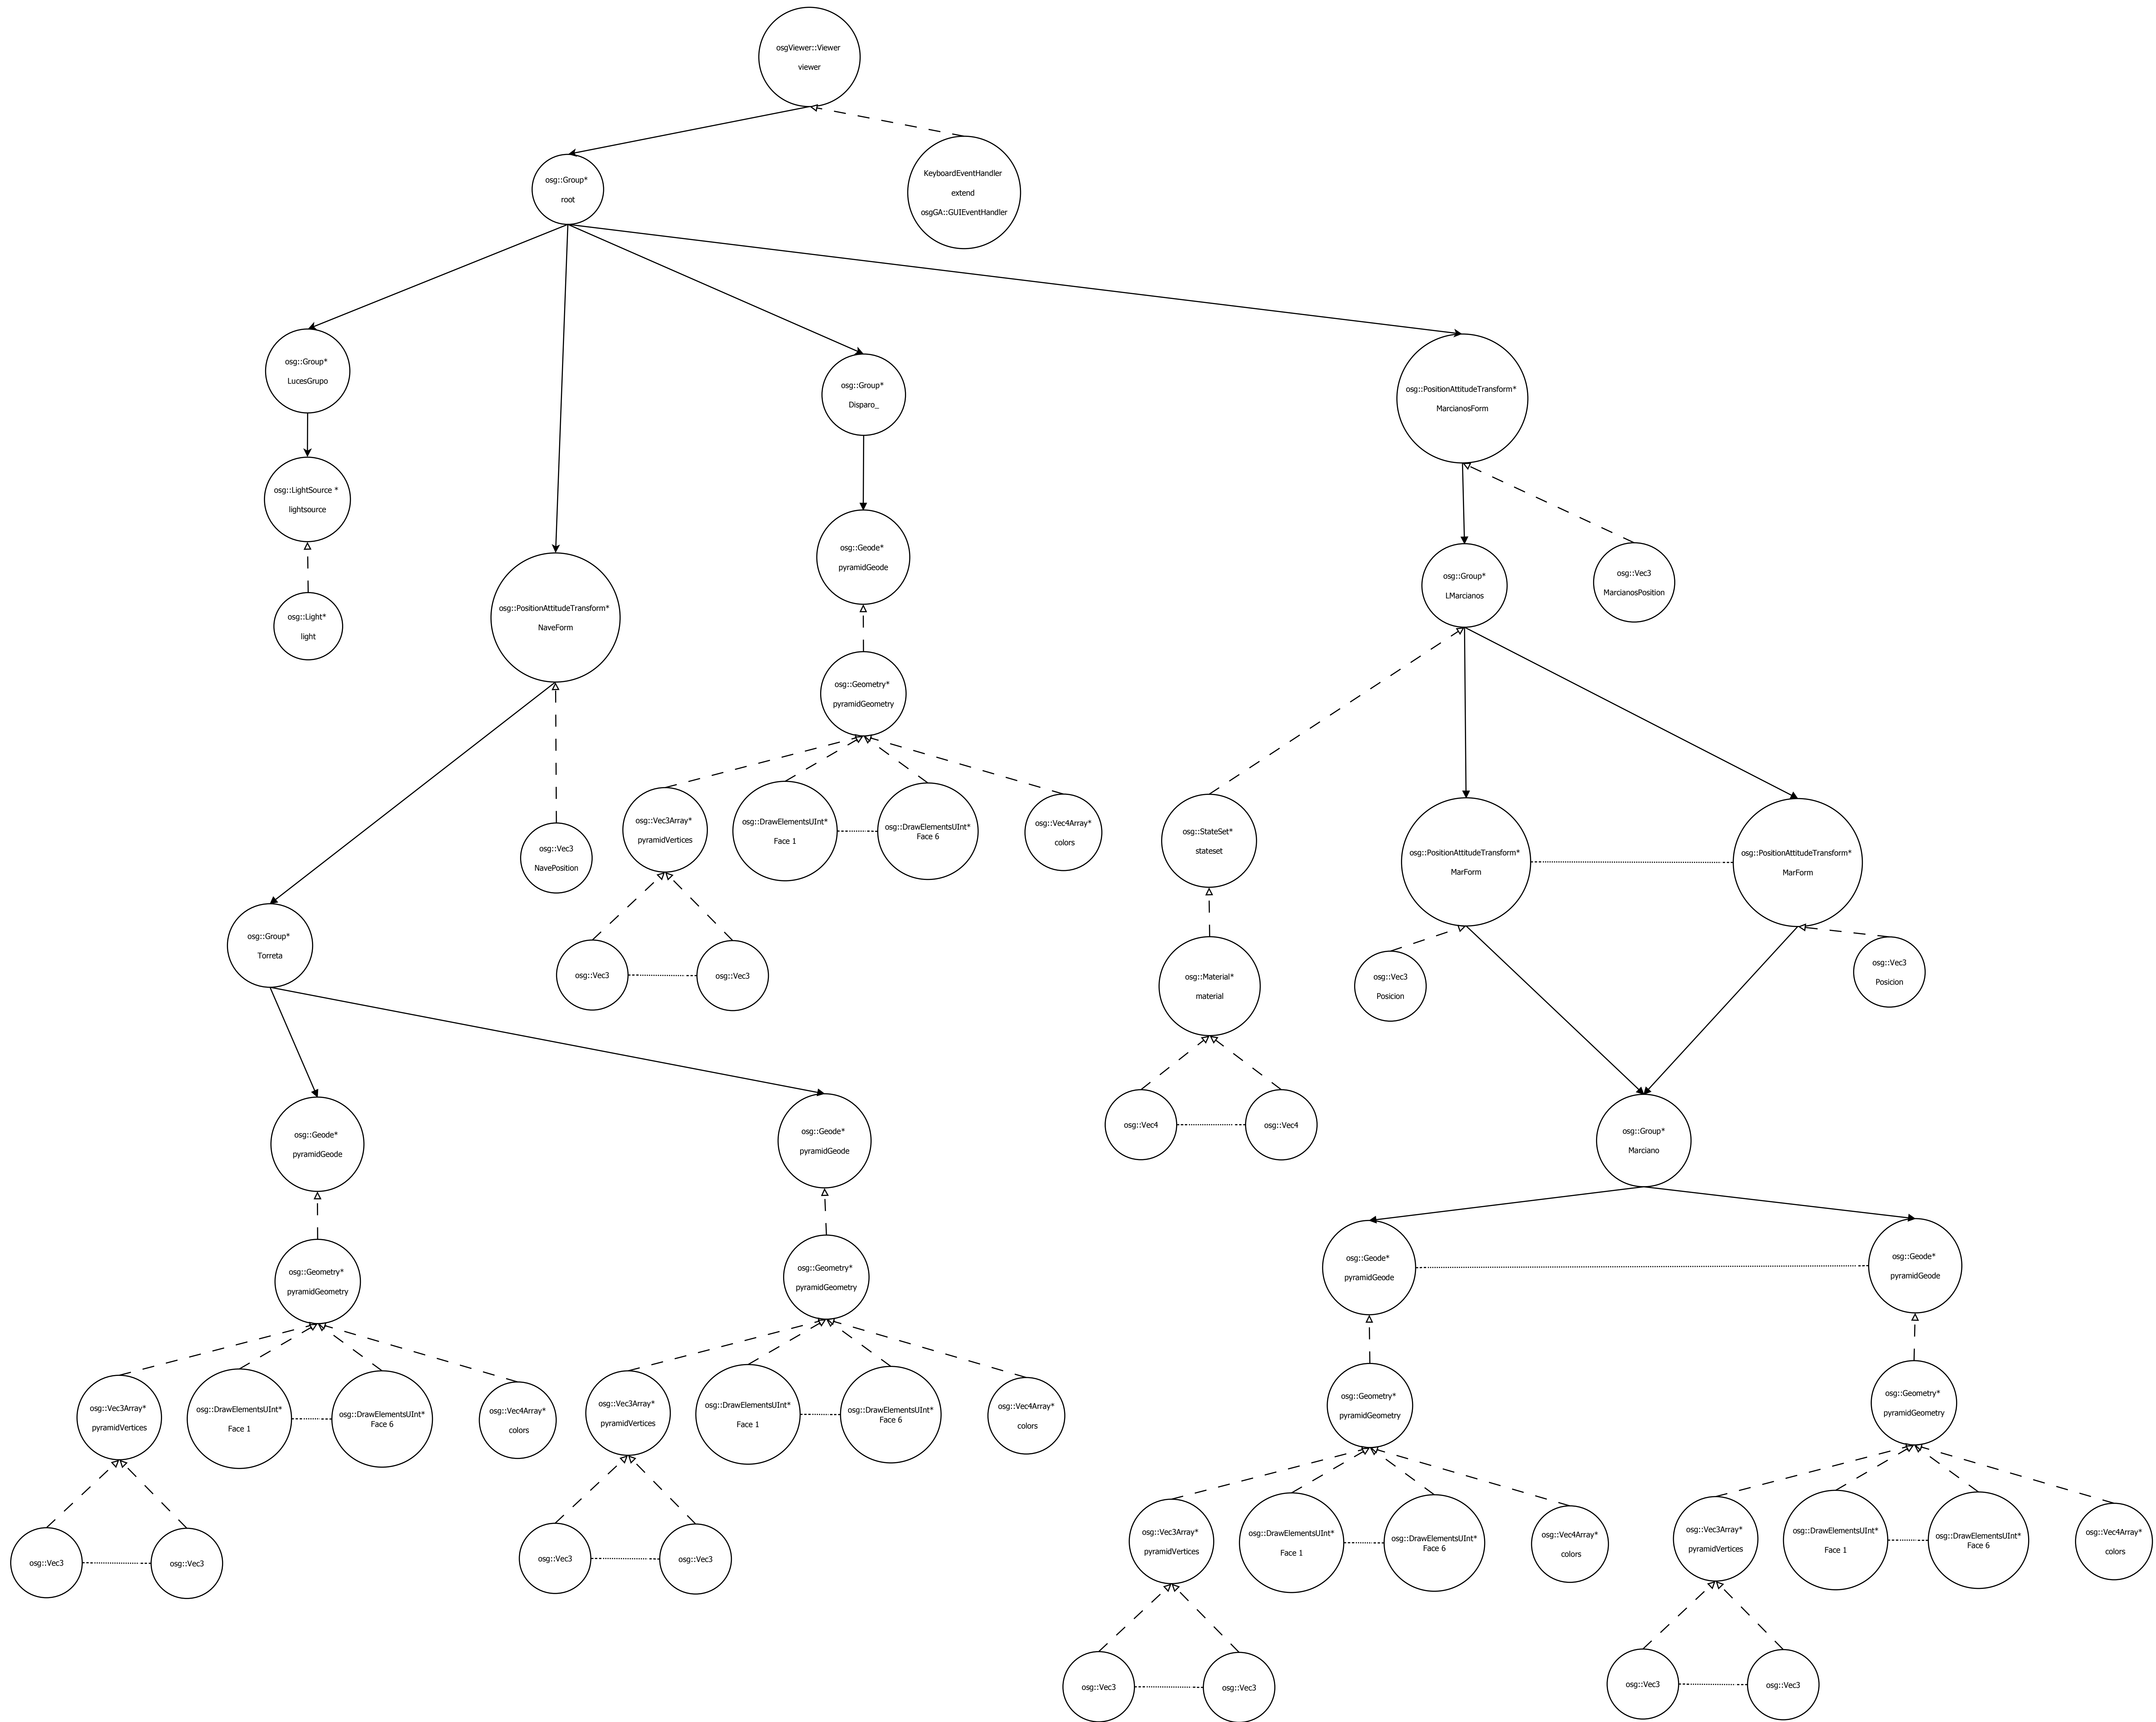 osgViewer::Viewer
viewer
osg::Group*
root
KeyboardEventHandler
extend
osgGA::GUIEventHandler
osg::Group*
LucesGrupo
osg::Group*
Disparo_
osg::PositionAttitudeTransform*
MarcianosForm
osg::LightSource *
lightsource
osg::Geode*
pyramidGeode
osg::Group*
LMarcianos
osg::Vec3
MarcianosPosition
osg::Light*
light
osg::PositionAttitudeTransform*
NaveForm
osg::Geometry*
pyramidGeometry
osg::Vec3Array*
pyramidVertices
osg::DrawElementsUInt*
Face 1
osg::DrawElementsUInt*
Face 6
osg::Vec4Array*
colors
osg::StateSet*
stateset
osg::PositionAttitudeTransform*
MarForm
osg::PositionAttitudeTransform*
MarForm
osg::Vec3
NavePosition
osg::Group*
Torreta
osg::Vec3
osg::Vec3
osg::Material*
material
osg::Vec3
Posicion
osg::Vec3
Posicion
osg::Vec4
osg::Vec4
osg::Group*
Marciano
osg::Geode*
pyramidGeode
osg::Geode*
pyramidGeode
osg::Geode*
pyramidGeode
osg::Geode*
pyramidGeode
osg::Geometry*
pyramidGeometry
osg::Geometry*
pyramidGeometry
osg::Geometry*
pyramidGeometry
osg::Geometry*
pyramidGeometry
osg::Vec3Array*
pyramidVertices
osg::DrawElementsUInt*
Face 1
osg::DrawElementsUInt*
Face 6
osg::Vec4Array*
colors
osg::Vec3Array*
pyramidVertices
osg::DrawElementsUInt*
Face 1
osg::DrawElementsUInt*
Face 6
osg::Vec4Array*
colors
osg::Vec3Array*
pyramidVertices
osg::DrawElementsUInt*
Face 1
osg::DrawElementsUInt*
Face 6
osg::Vec4Array*
colors
osg::Vec3Array*
pyramidVertices
osg::DrawElementsUInt*
Face 1
osg::DrawElementsUInt*
Face 6
osg::Vec4Array*
colors
osg::Vec3
osg::Vec3
osg::Vec3
osg::Vec3
osg::Vec3
osg::Vec3
osg::Vec3
osg::Vec3